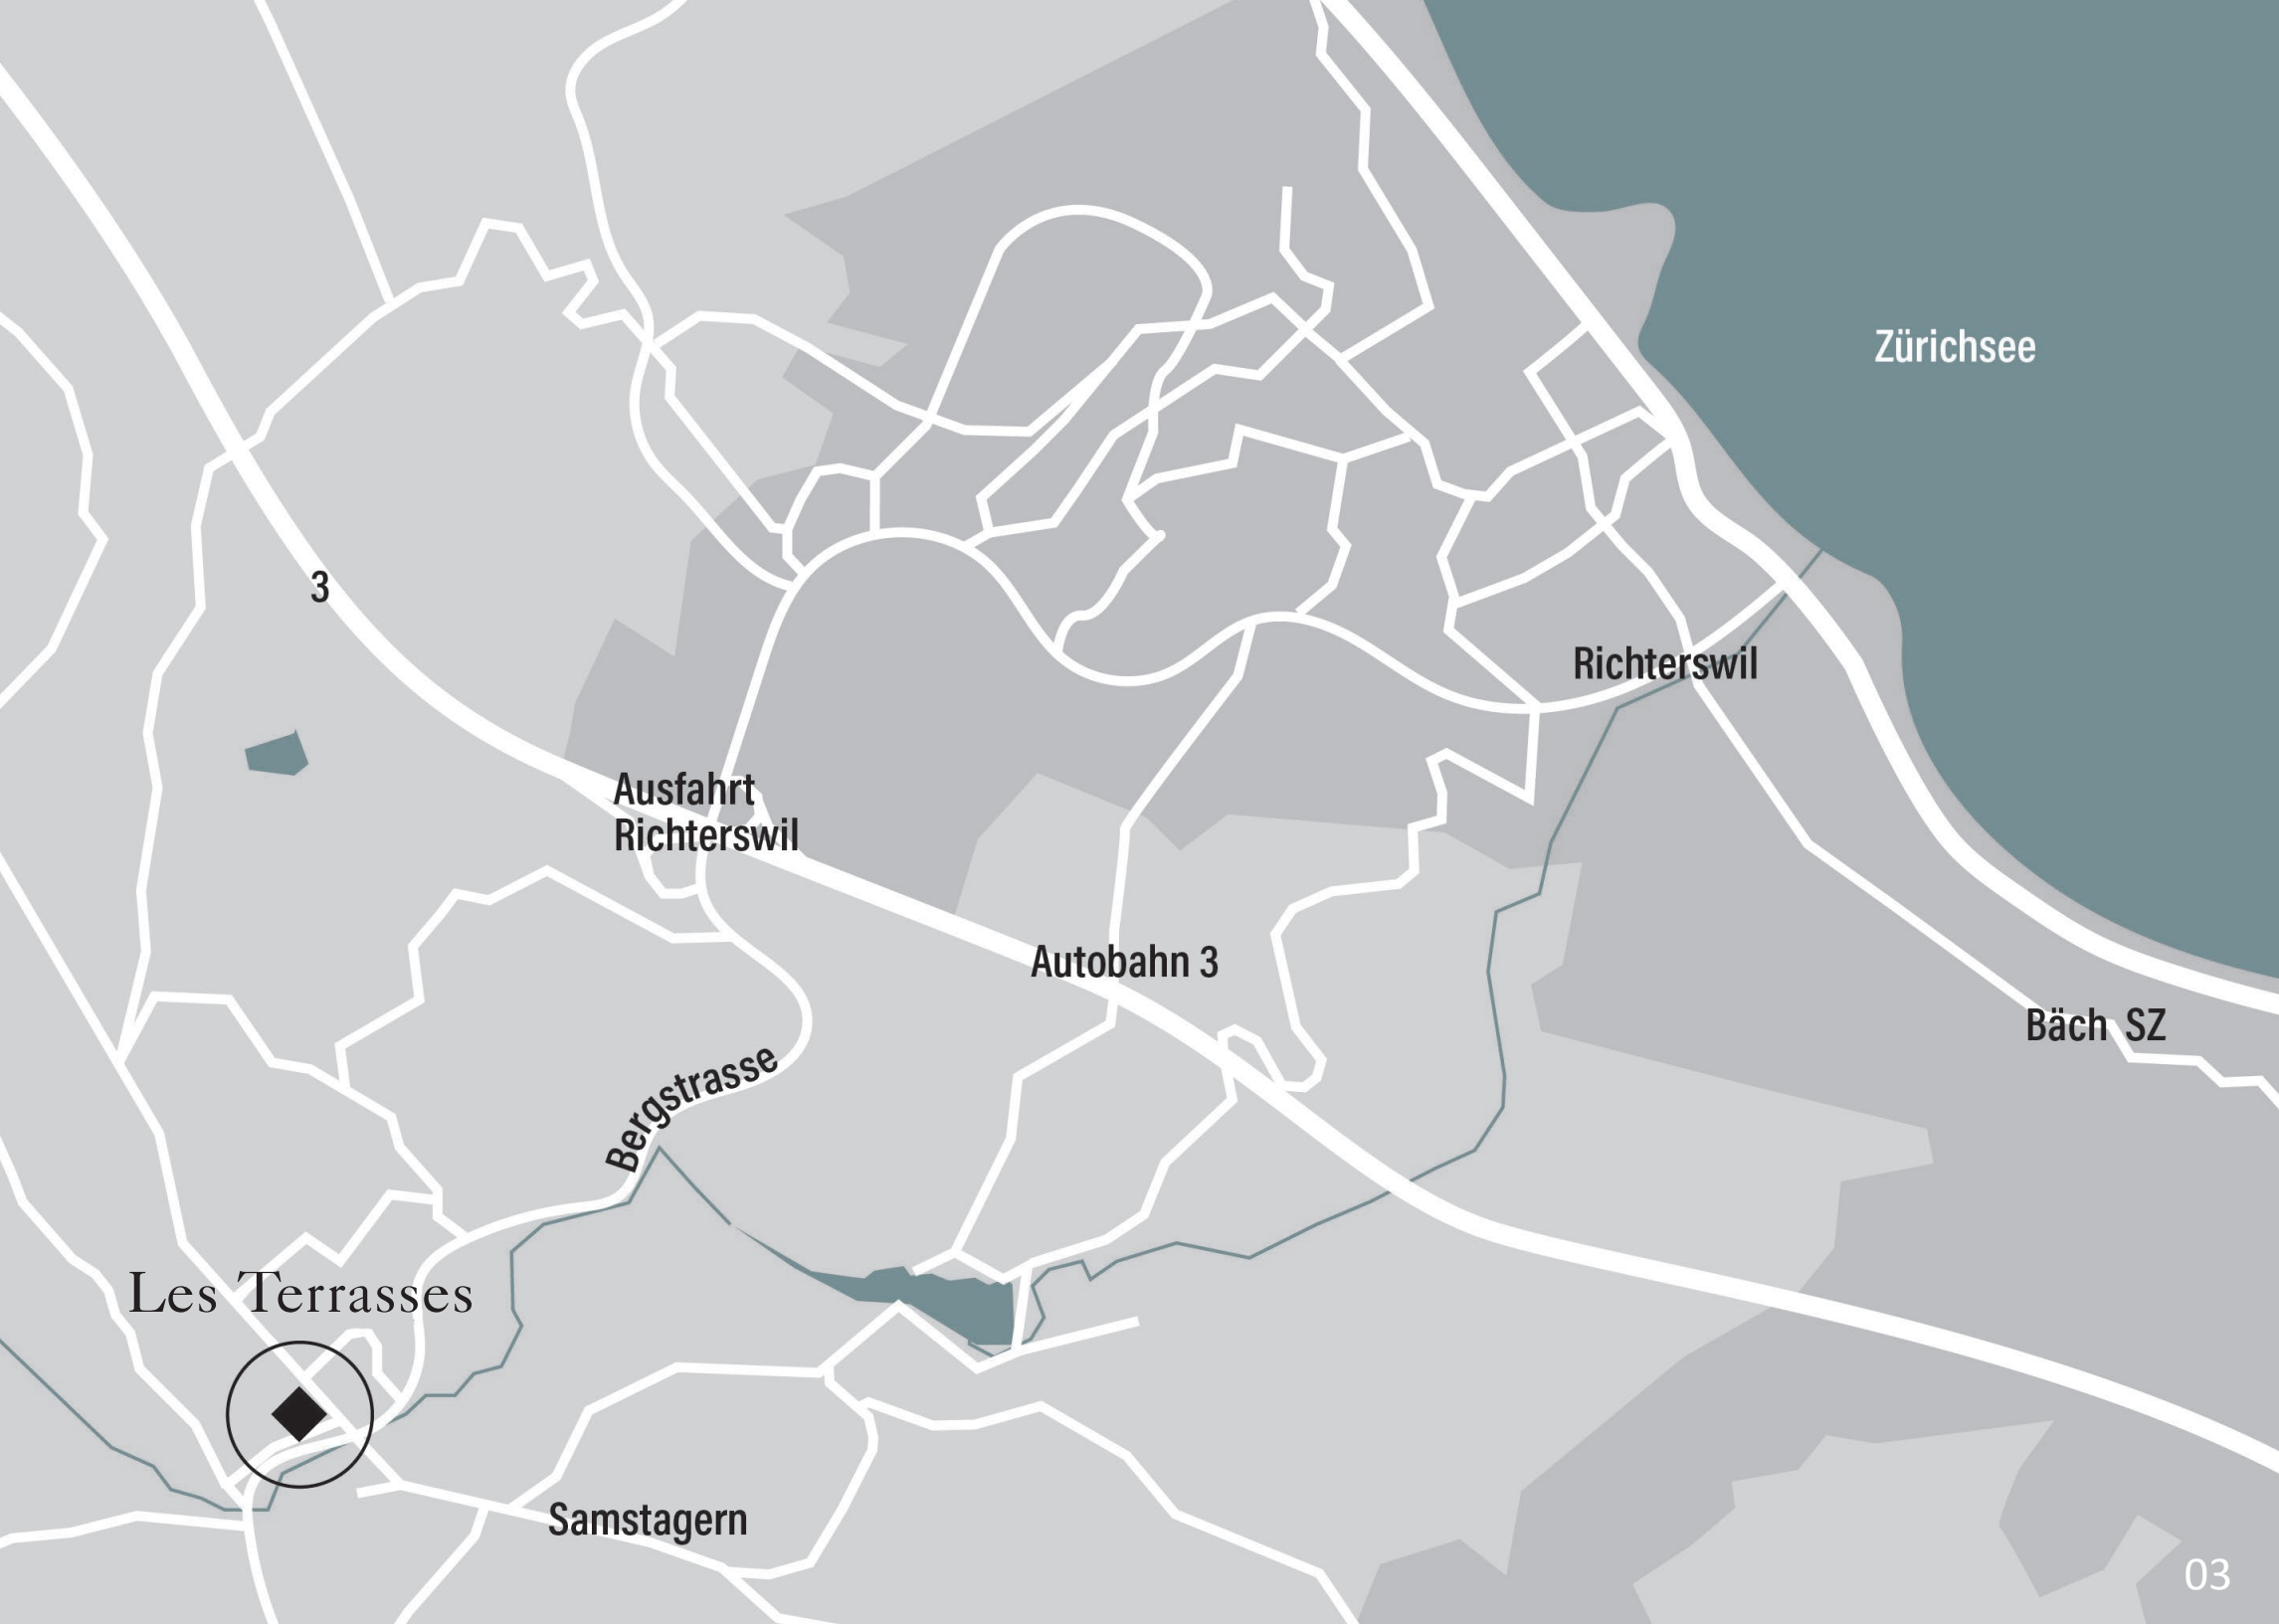 Zürichsee
3
Richterswil
Ausfahrt
Richterswil
Autobahn 3
Bäch SZ
Bergstrasse
Les Terrasses
Samstagern
03